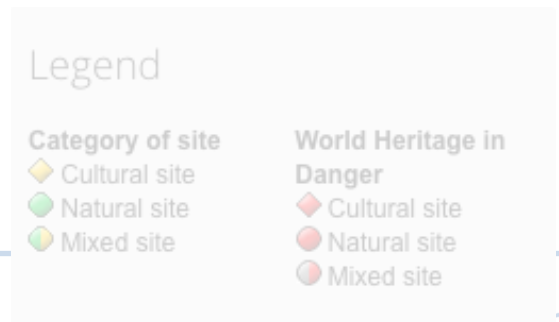 Legend
Category of site
Cultural site
Natural site
Mixed site
World Heritage in
Danger
Cultural site
Natural site
Mixed site